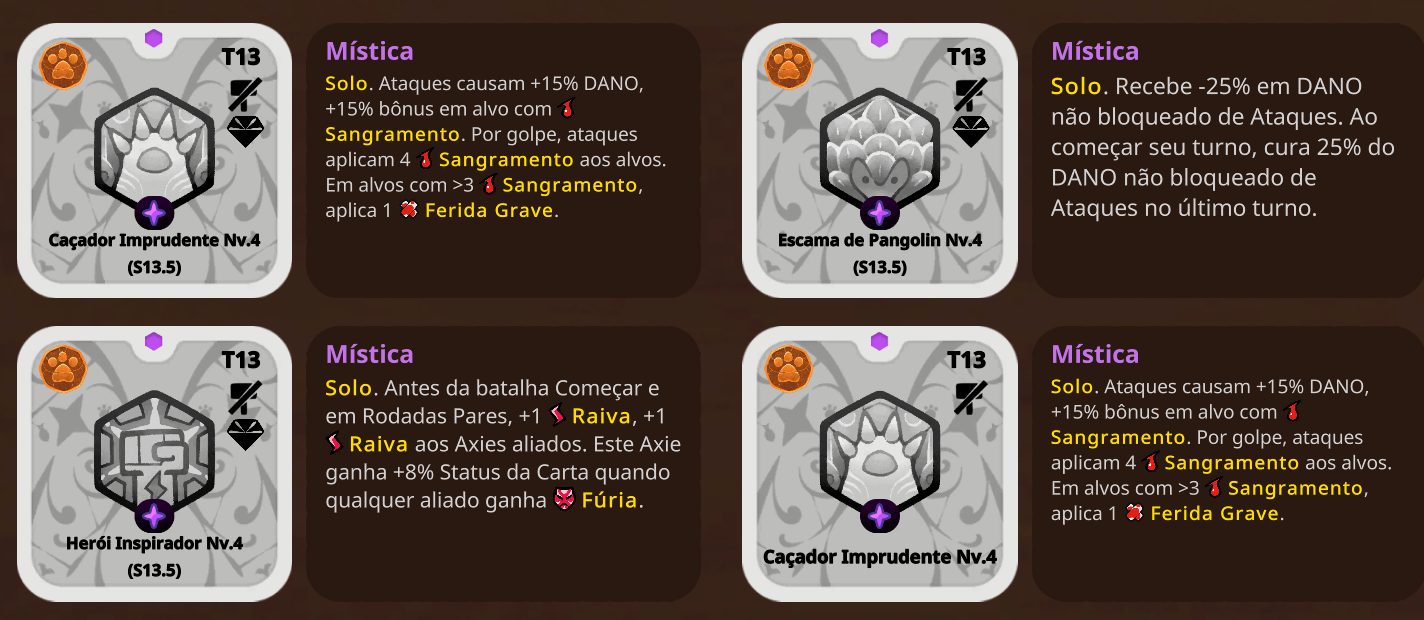 T13
Caçador Imprudente Nv.4
(S13.5)
Mística
Solo. Ataques causam +15% DANO,
+15% bônus em alvo com
Sangramento. Por golpe, ataques
aplicam 4 Sangramento aos alvos.
Em alvos com >3 Sangramento,
aplica 1 Ferida Grave.
T13
Escama de Pangolin Nv.4
(S13.5)
Mística
Solo. Recebe -25% em DANO
não bloqueado de Ataques. Ao
começar seu turno, cura 25% do
DANO não bloqueado de
Ataques no último turno.
T13
Herói Inspirador Nv.4
(S13.5)
Mística
Solo. Antes da batalha Começar e
em Rodadas Pares, +1 Raiva, +1
Raiva aos Axies aliados. Este Axie
ganha +8% Status da Carta quando
qualquer aliado ganha Fúria.
T13
Caçador Imprudente Nv.4
Mística
Solo. Ataques causam +15% DANO,
+15% bônus em alvo com
Sangramento. Por golpe, ataques
aplicam 4 Sangramento aos alvos.
Em alvos com >3 Sangramento,
aplica 1 Ferida Grave.